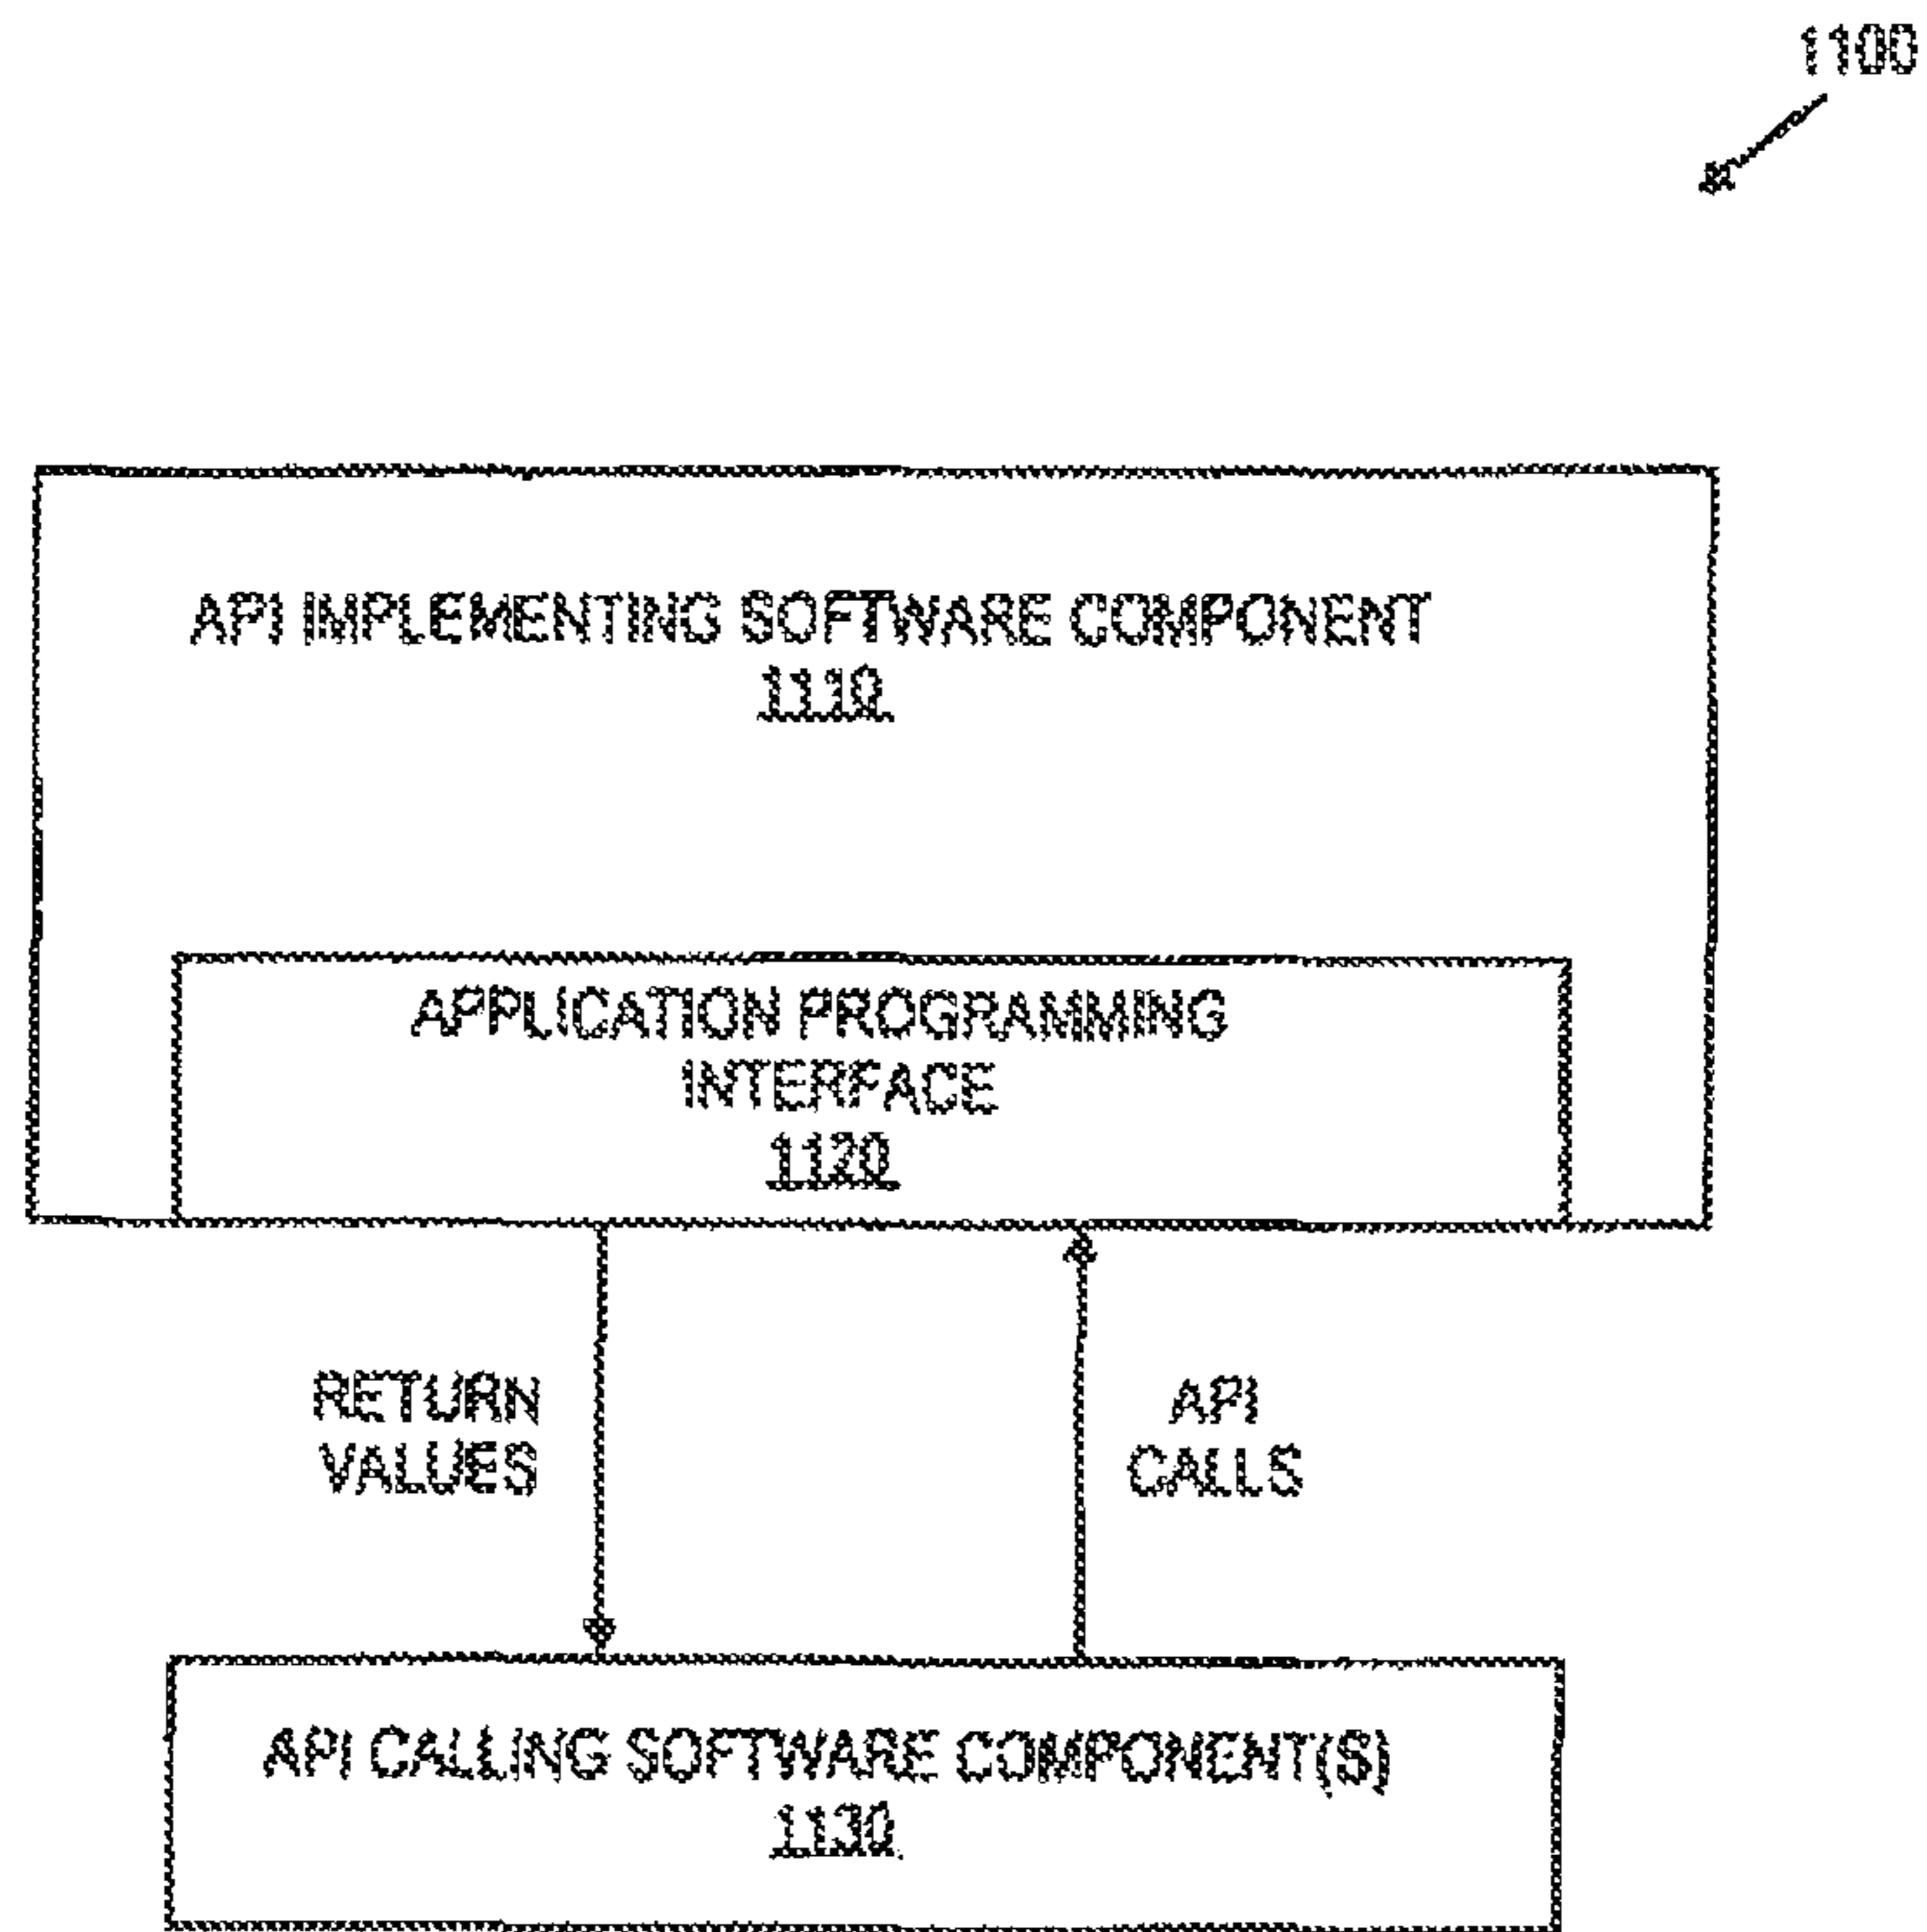 1100
API IMPLEMENTING SOFTWARE COMPONENT
1110
APPLICATION PROGRAMMING
INTERFACE
1120
RETURN
VALUES
API
CALLS
API CALLING SOFTWARE COMPONENT(S)
1130